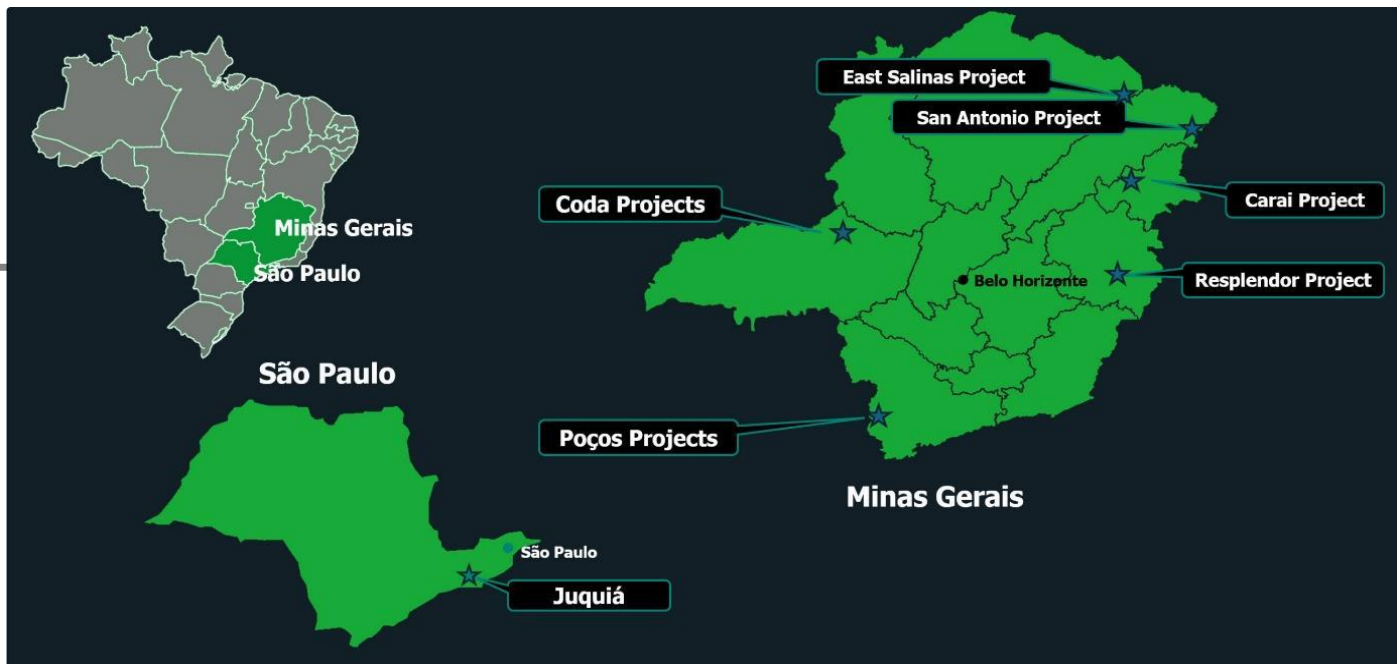 Minas Gerais
São Paulo
São Paulo
São Paulo
Juquiá
East Salinas Project
San Antonio Project
Coda Projects
Carai Project
Belo Horizonte
Resplendor Project
Poços Projects
Minas Gerais